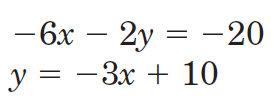 −6x − 2y = −20
y = −3x + 10